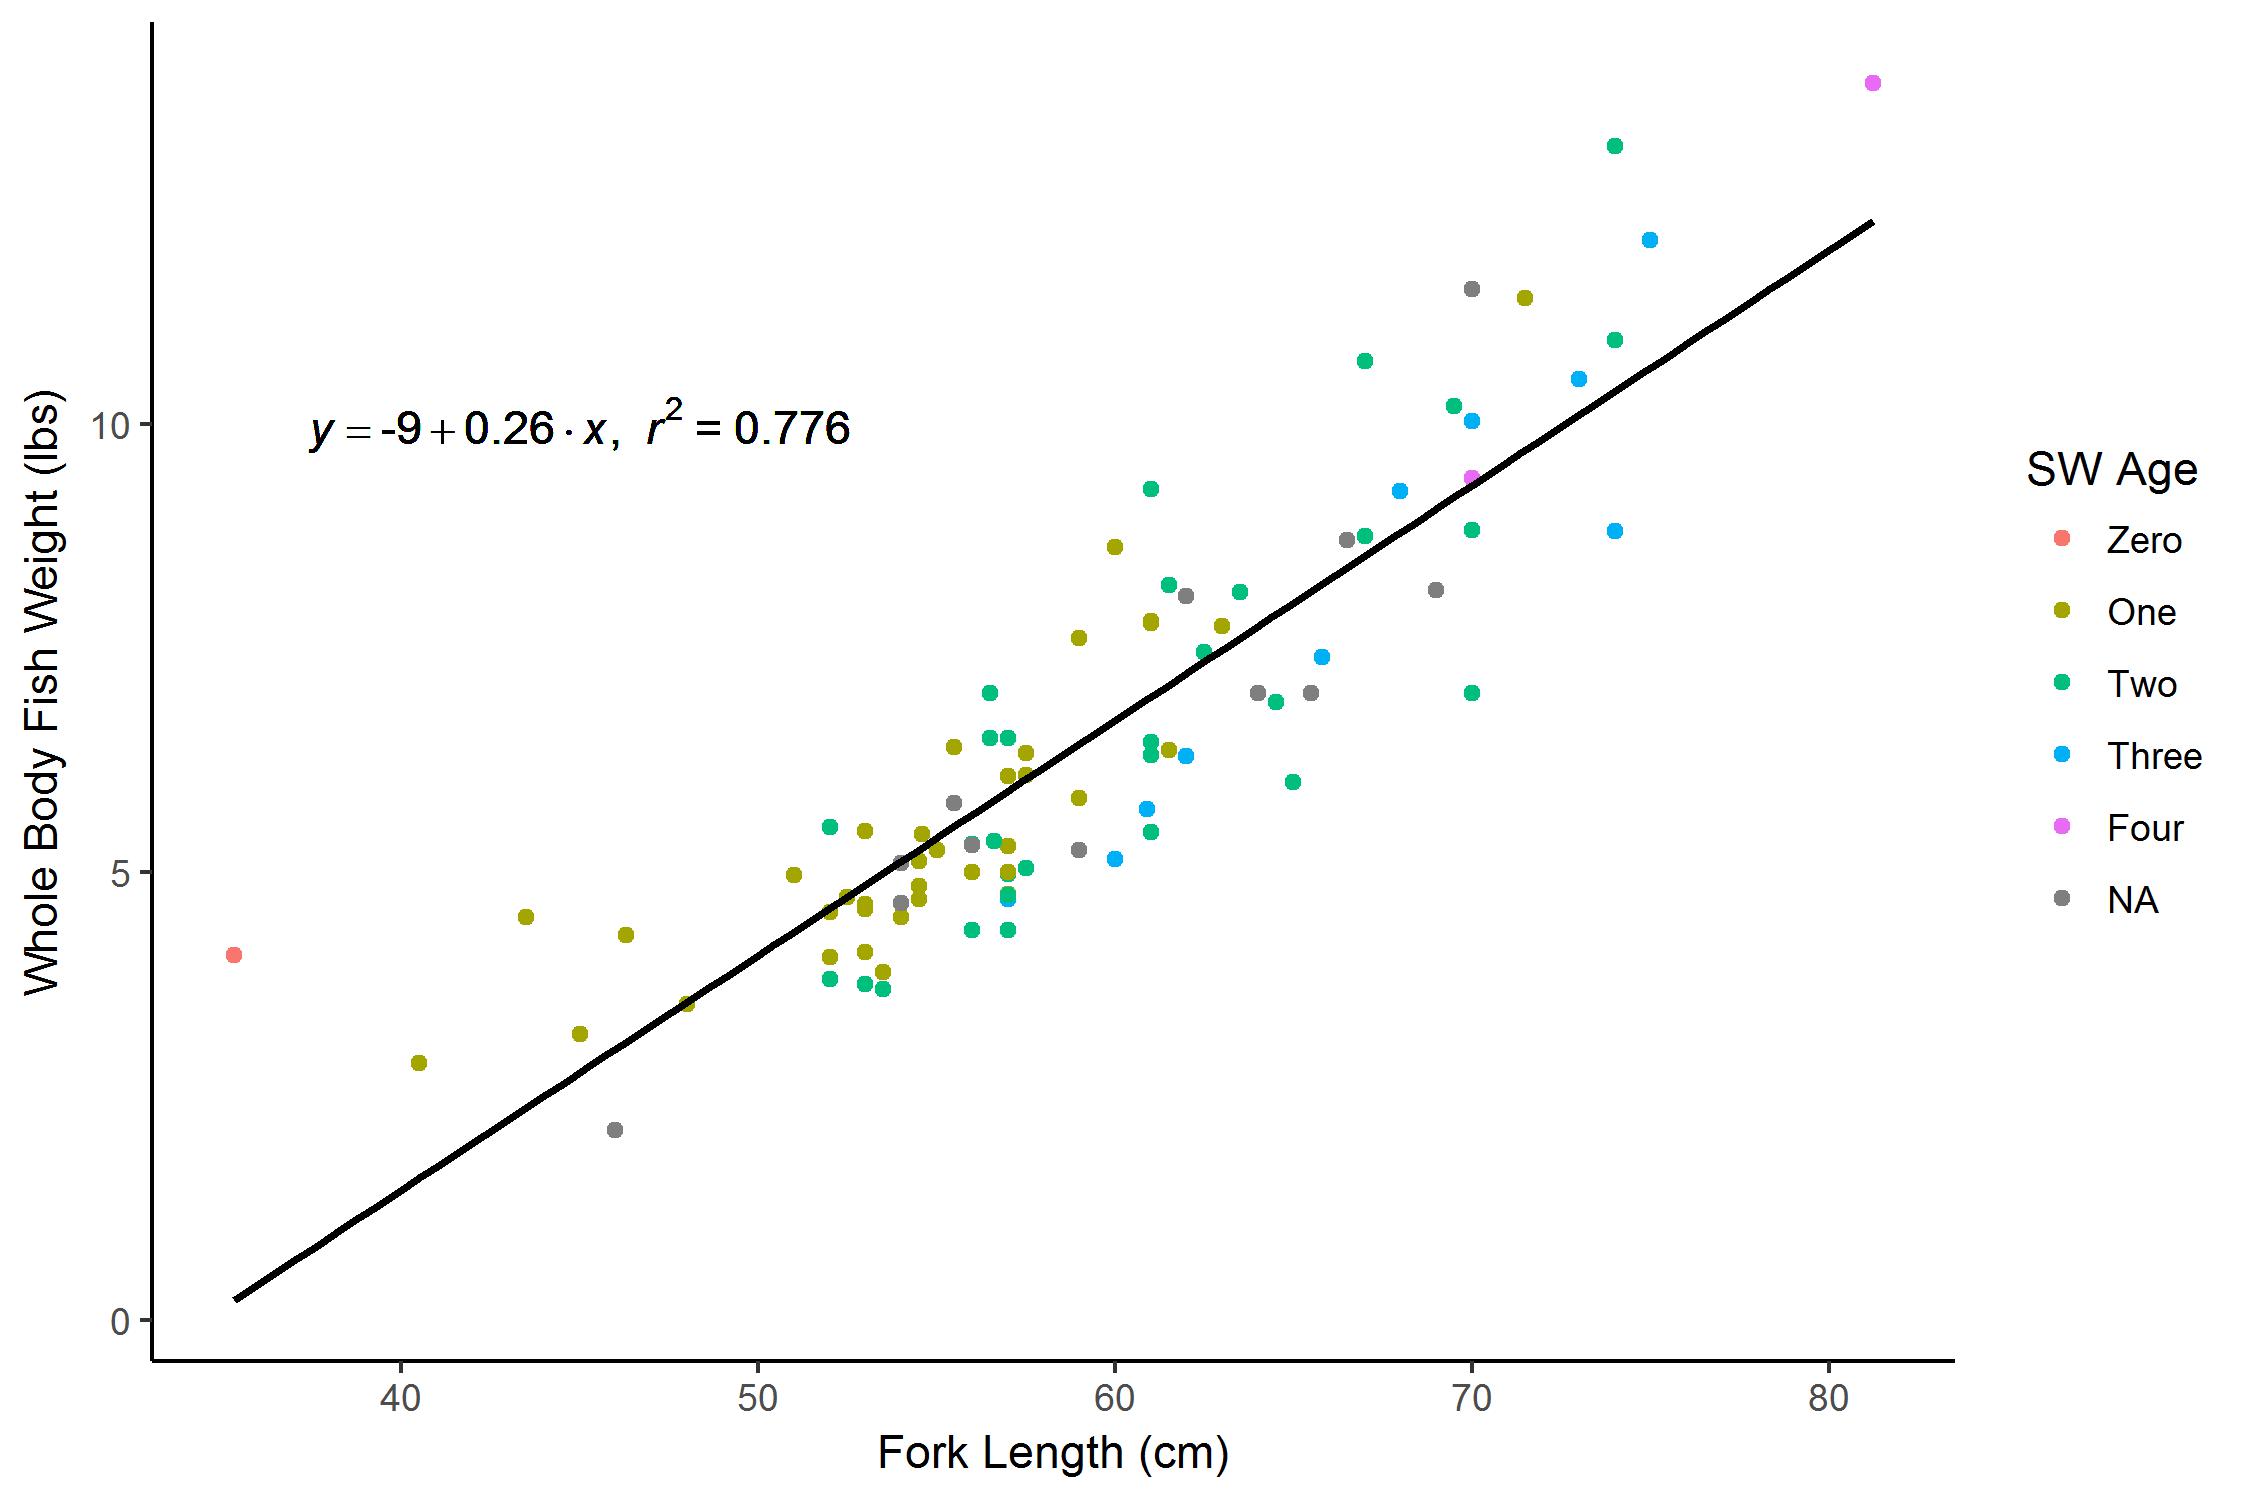 Whole Body Fish Weight (lbs)
10
5
0
y = -9 + 0.26 · x, r² = 0.776
40 50 60 70 80
Fork Length (cm)
SW Age
Zero
One
Two
Three
Four
NA